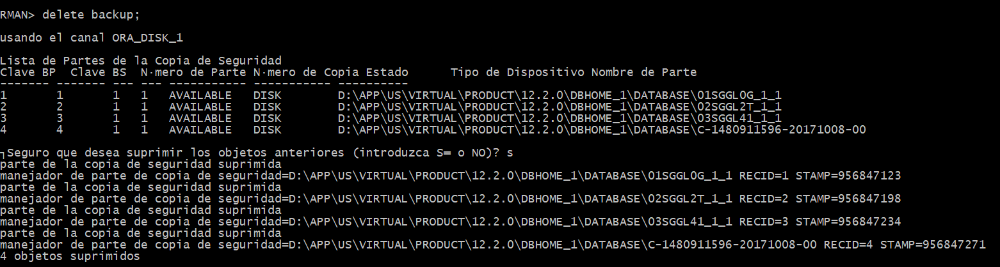 RMAN> delete backup;
usando el canal ORA_DISK_1
Lista de Partes de la Copia de Seguridad
Clave BP  Clave BS  N·mero de Parte N·mero de Copia Estado      Tipo de Dispositivo Nombre de Parte
------- ------- --- --- ----------- ----------- ----------
1       1       1   1   AVAILABLE   DISK        D:\APP\US\VIRTUAL\PRODUCT\12.2.0\DBHOME_1\DATABASE\01SGGL0G_1_1
2       2       1   1   AVAILABLE   DISK        D:\APP\US\VIRTUAL\PRODUCT\12.2.0\DBHOME_1\DATABASE\02SGGL2T_1_1
3       3       1   1   AVAILABLE   DISK        D:\APP\US\VIRTUAL\PRODUCT\12.2.0\DBHOME_1\DATABASE\03SGGL41_1_1
4       4       1   1   AVAILABLE   DISK        D:\APP\US\VIRTUAL\PRODUCT\12.2.0\DBHOME_1\DATABASE\C-1480911596-20171008-00
┐Seguro que desea suprimir los objetos anteriores (introduzca S= o NO)? s
parte de la copia de seguridad suprimida
manejador de parte de copia de seguridad=D:\APP\US\VIRTUAL\PRODUCT\12.2.0\DBHOME_1\DATABASE\01SGGL0G_1_1 RECID=1 STAMP=956847123
parte de la copia de seguridad suprimida
manejador de parte de copia de seguridad=D:\APP\US\VIRTUAL\PRODUCT\12.2.0\DBHOME_1\DATABASE\02SGGL2T_1_1 RECID=2 STAMP=956847198
parte de la copia de seguridad suprimida
manejador de parte de copia de seguridad=D:\APP\US\VIRTUAL\PRODUCT\12.2.0\DBHOME_1\DATABASE\03SGGL41_1_1 RECID=3 STAMP=956847234
parte de la copia de seguridad suprimida
manejador de parte de copia de seguridad=D:\APP\US\VIRTUAL\PRODUCT\12.2.0\DBHOME_1\DATABASE\C-1480911596-20171008-00 RECID=4 STAMP=956847271
4 objetos suprimidos